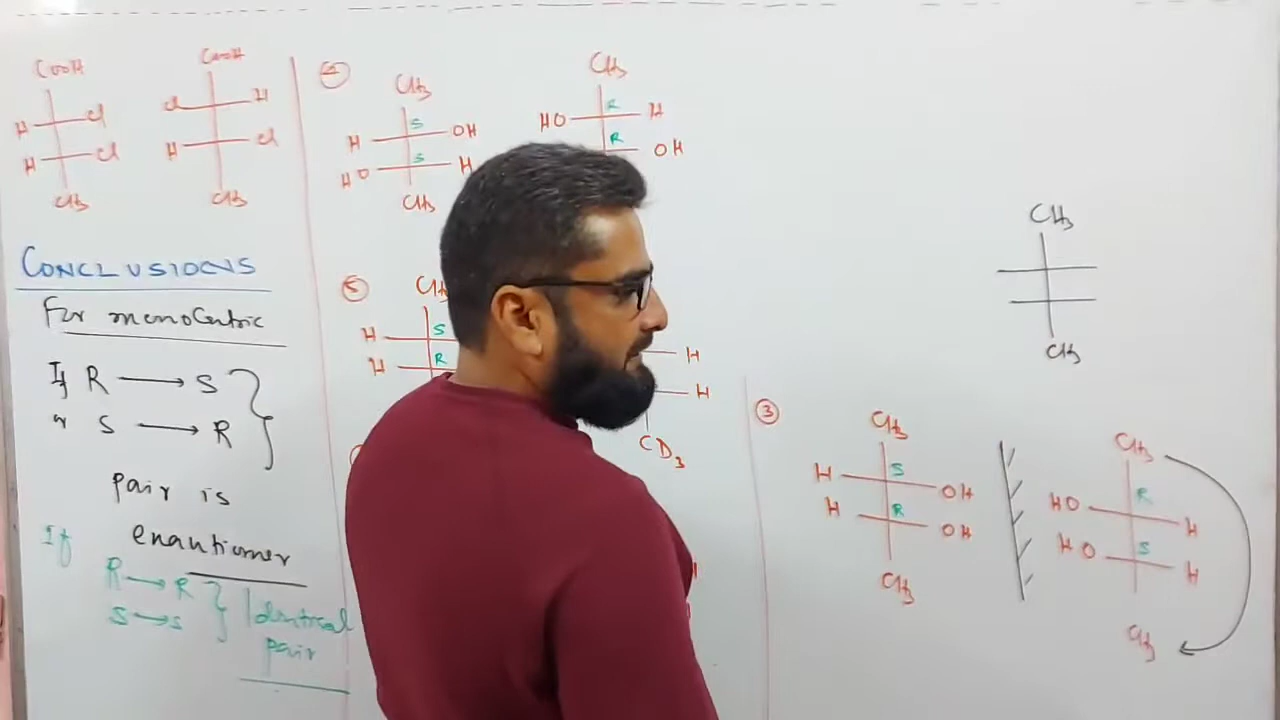 COOH
H Cl
H Cl
CH3
COOH
Cl H
H Cl
CH3
CONCLUSIONS
For monoCentric
If R → S
" S → R
pair is
enantiomer
If R → R
S → S
Identical
pair
CH3
S
H OH
S
HO H
CH3
CH3
R
HO H
R
OH
5
CH3
H S
H R
H
H
CD3
CH3
CH3
3
CH3
S
H OH
H R OH
CH3
CH3
R
HO H
S
HO H
CH3